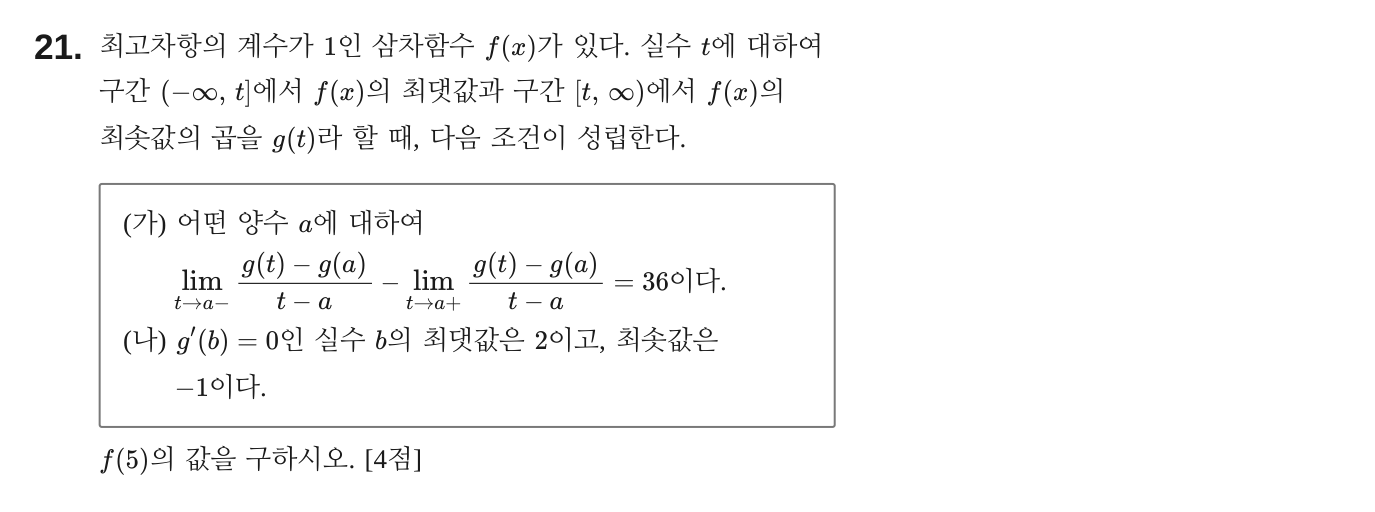 21. 최고차항의 계수가 1인 삼차함수 f(x)가 있다. 실수 t에 대하여
구간 (−∞, t]에서 f(x)의 최댓값과 구간 [t, ∞)에서 f(x)의
최솟값의 곱을 g(t)라 할 때, 다음 조건이 성립한다.
(가) 어떤 양수 a에 대하여
lim_{t→a−} (g(t) − g(a))/(t − a) − lim_{t→a+} (g(t) − g(a))/(t − a) = 36이다.
(나) g′(b) = 0인 실수 b의 최댓값은 2이고, 최솟값은
−1이다.
f(5)의 값을 구하시오. [4점]